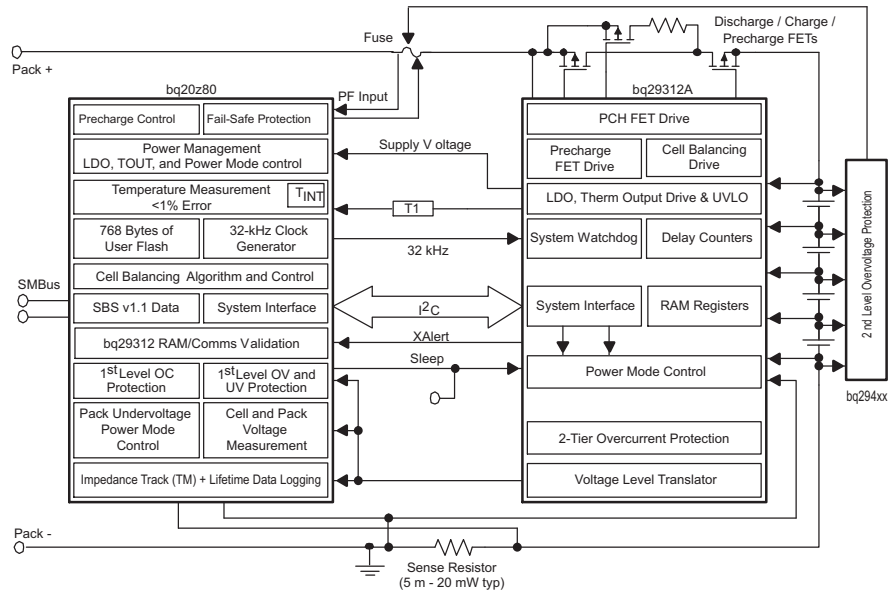 Fuse
Discharge / Charge /
Precharge FETs
Pack +
bq20z80
PF Input
bq29312A
Precharge Control
Fail-Safe Protection
PCH FET Drive
Power Management
LDO, TOUT, and Power Mode control
Supply V oltage
Precharge
FET Drive
Cell Balancing
Drive
Temperature Measurement
<1% Error
TINT
T1
LDO, Therm Output Drive & UVLO
768 Bytes of
User Flash
32-kHz Clock
Generator
32 kHz
System Watchdog
Delay Counters
2 nd Level Overvoltage Protection
Cell Balancing Algorithm and Control
SMBus
SBS v1.1 Data
System Interface
I2C
System Interface
RAM Registers
bq29312 RAM/Comms Validation
XAlert
Sleep
1st Level OC
Protection
1st Level OV and
UV Protection
Power Mode Control
bq294xx
Pack Undervoltage
Power Mode
Control
Cell and Pack
Voltage
Measurement
2-Tier Overcurrent Protection
Impedance Track (TM) + Lifetime Data Logging
Voltage Level Translator
Pack -
Sense Resistor
(5 m - 20 mW typ)